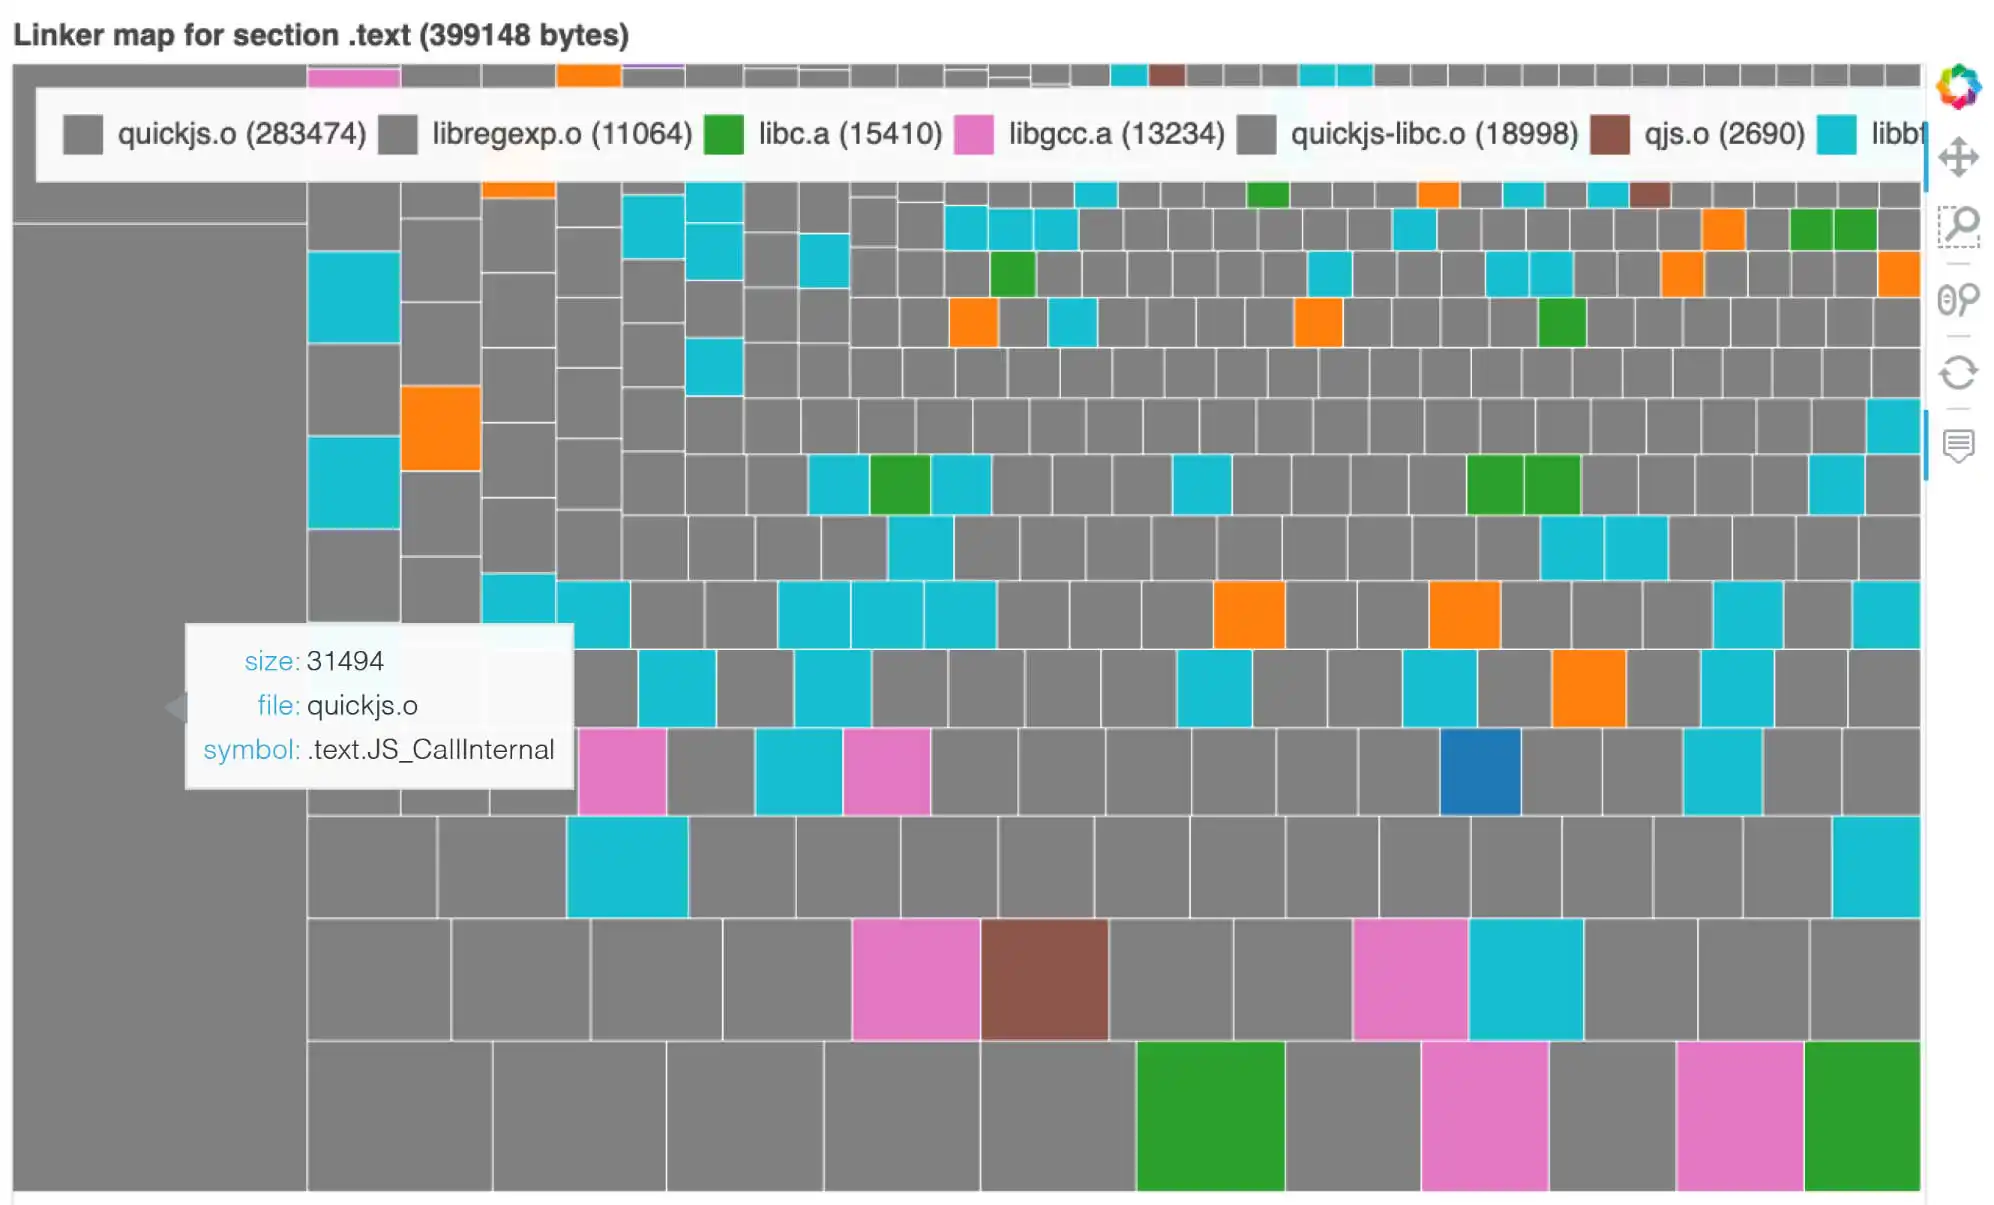 Linker map for section .text (399148 bytes)
quickjs.o (283474) libregexp.o (11064) libc.a (15410) libgcc.a (13234) quickjs-libc.o (18998) qjs.o (2690)
size: 31494
file: quickjs.o
symbol: .text.JS_CallInternal